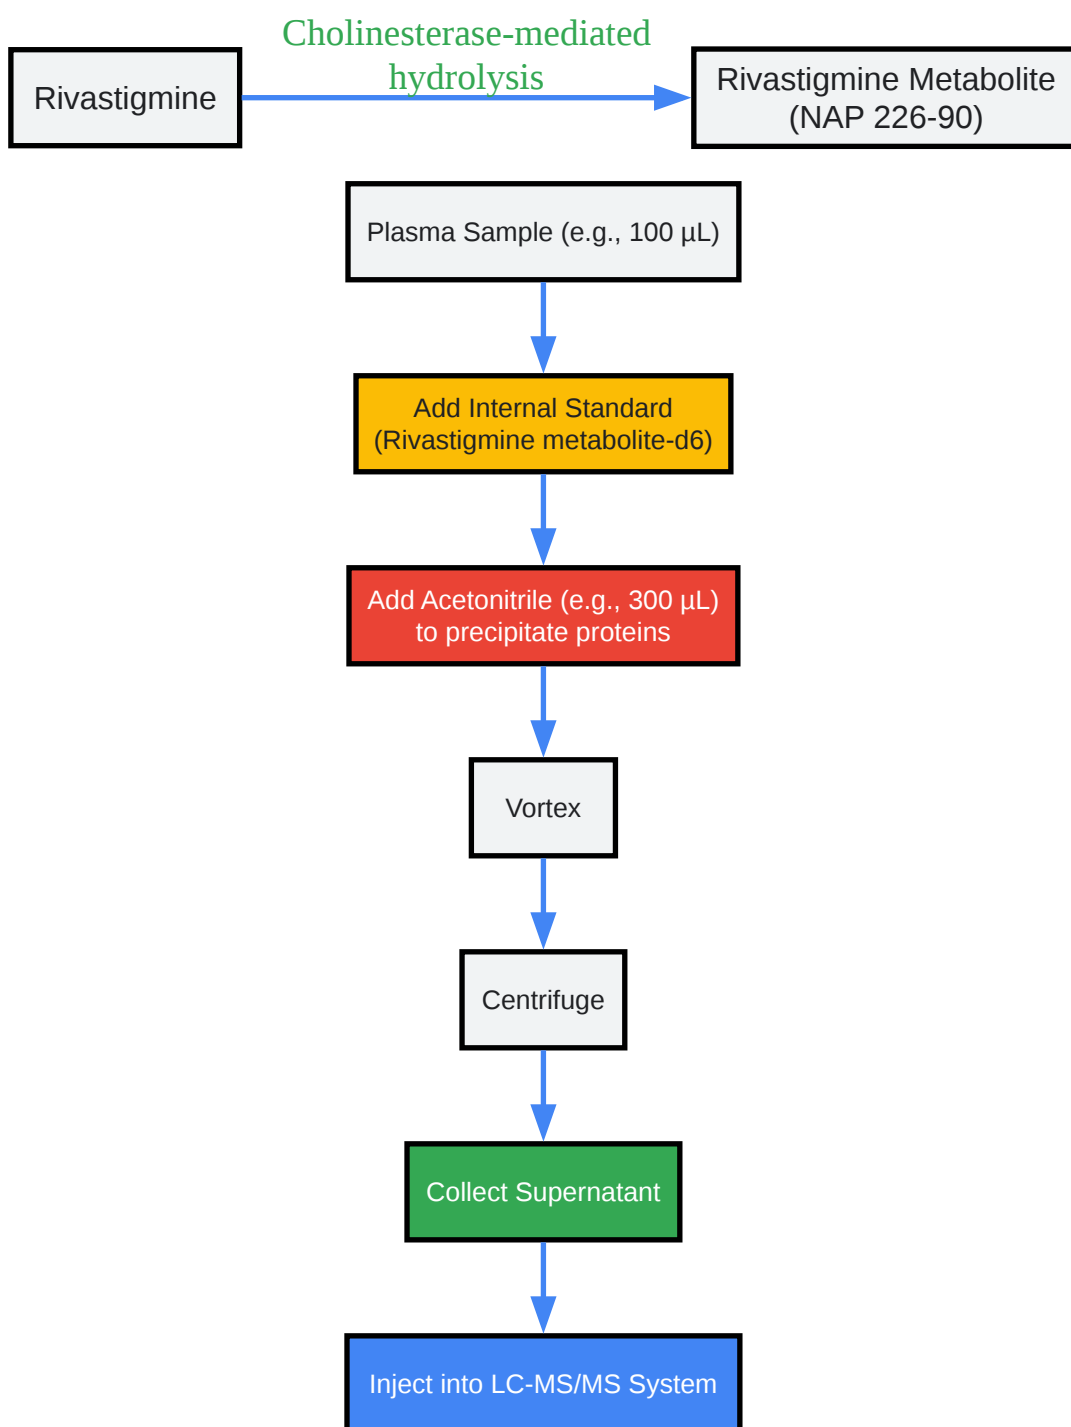 Cholinesterase-mediated
hydrolysis
Rivastigmine
Rivastigmine Metabolite
(NAP 226-90)
Plasma Sample (e.g., 100 µL)
Add Internal Standard
(Rivastigmine metabolite-d6)
Add Acetonitrile (e.g., 300 µL)
to precipitate proteins
Vortex
Centrifuge
Collect Supernatant
Inject into LC-MS/MS System